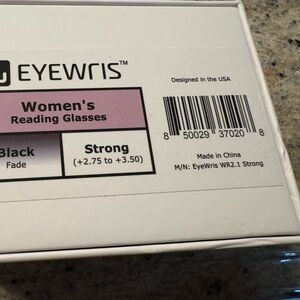 EYEWRIS™
Designed in the USA
Women's
Reading Glasses
Black
Fade
Strong
(+2.75 to +3.50)
8 50029 37020 8
Made in China
M/N: EyeWris WR2.1 Strong